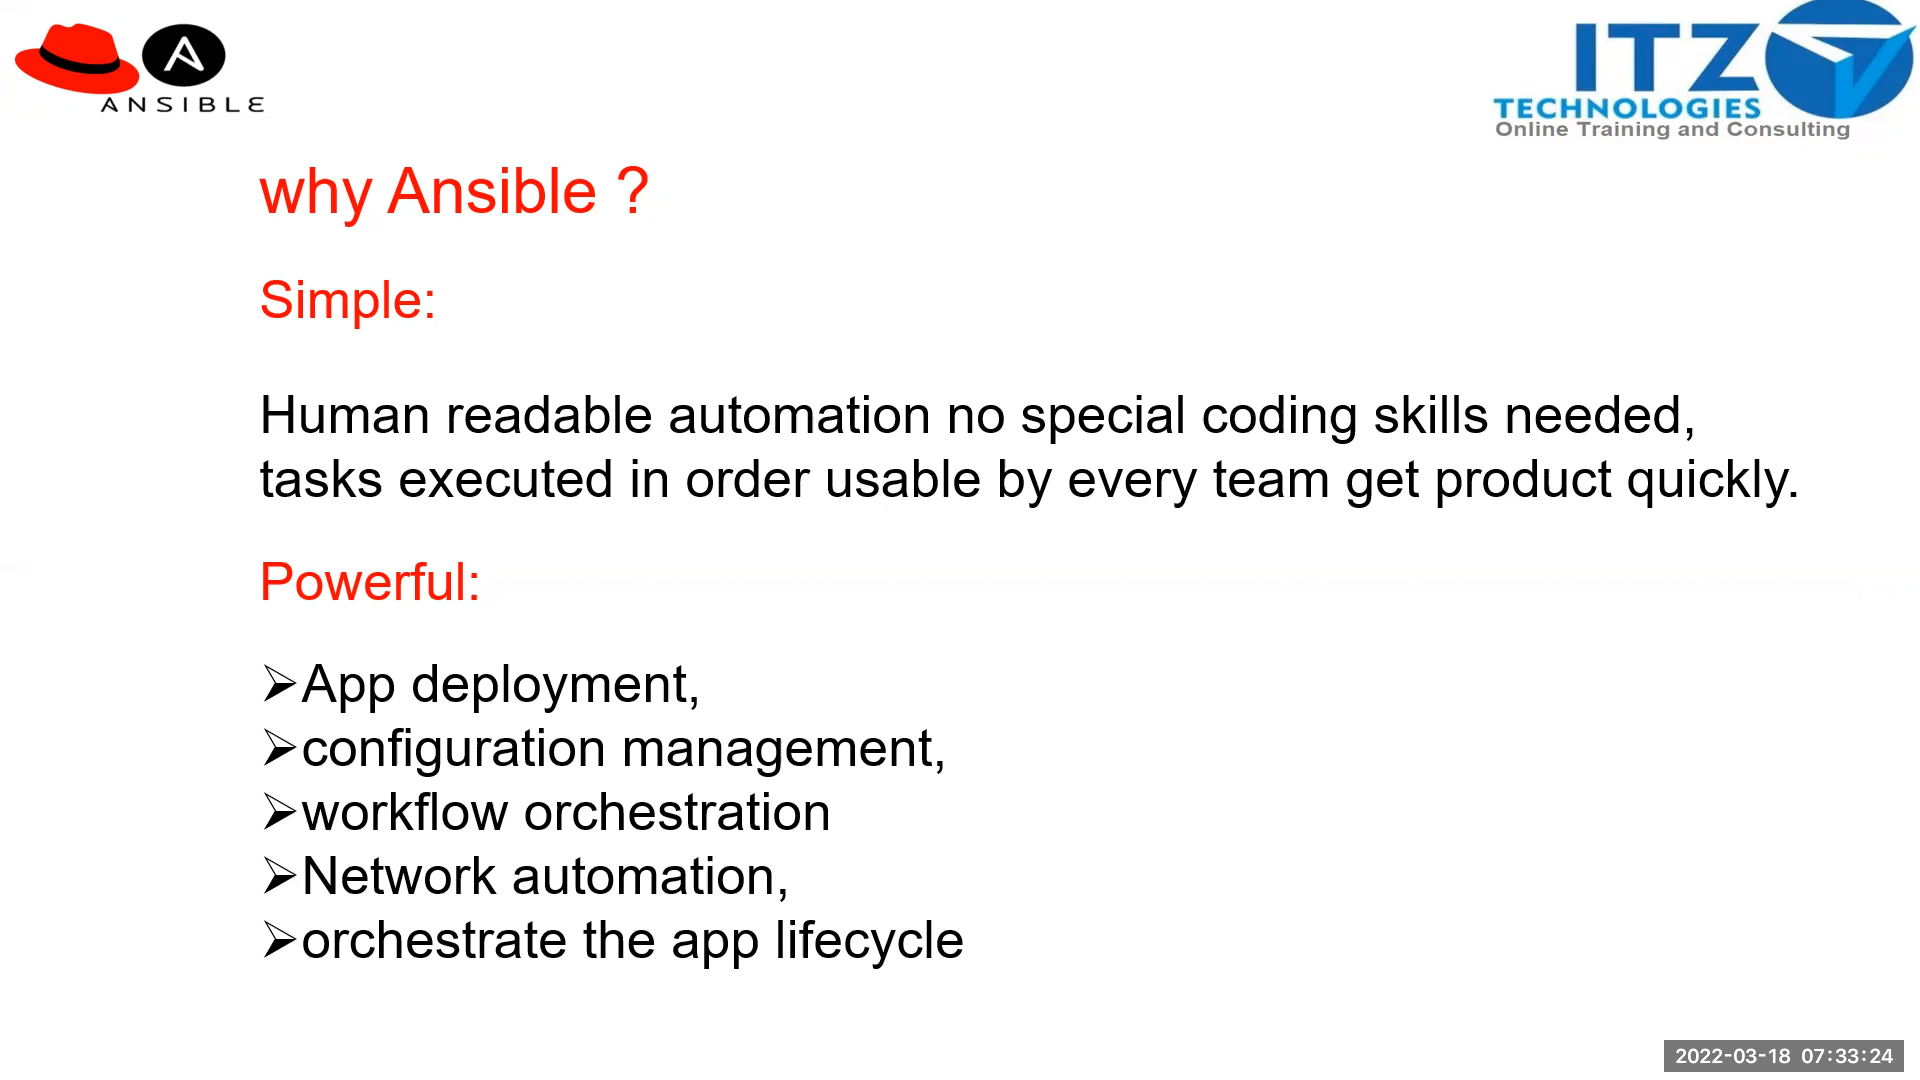 ANSIBLE
ITZ
TECHNOLOGIES
Online Training and Consulting
why Ansible ?
Simple:
Human readable automation no special coding skills needed,
tasks executed in order usable by every team get product quickly.
Powerful:
➢App deployment,
➢configuration management,
➢workflow orchestration
➢Network automation,
➢orchestrate the app lifecycle
2022-03-18 07:33:24